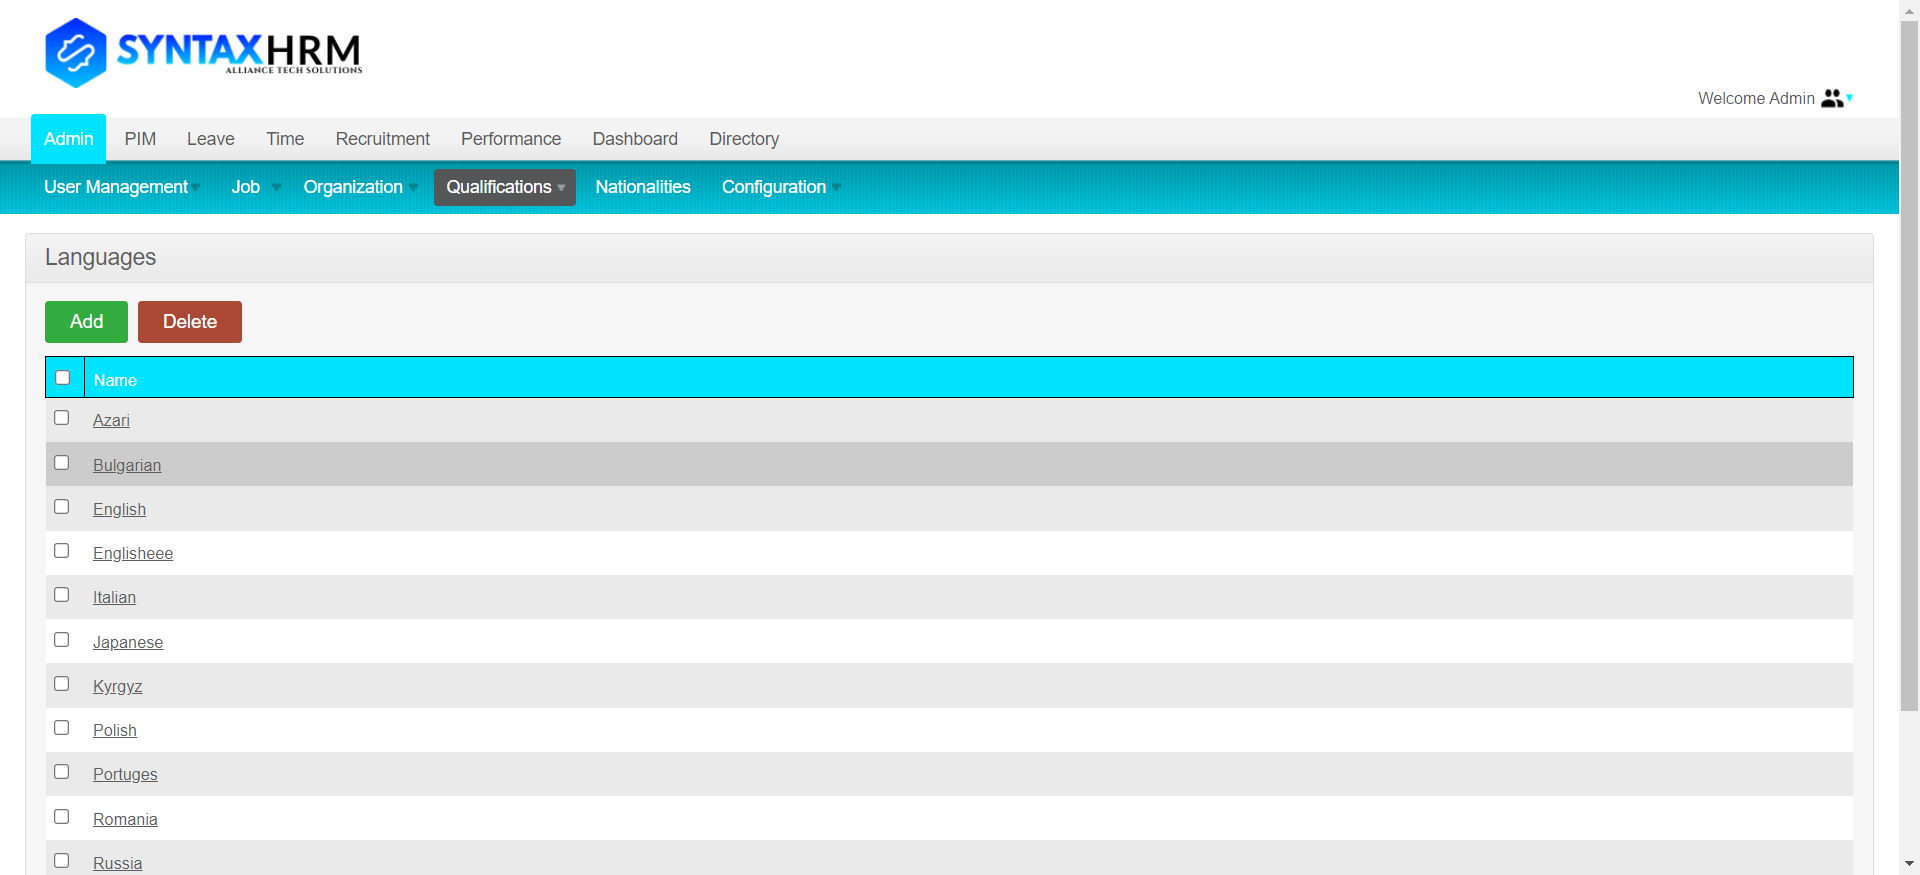 SYNTAXHRM
ALLIANCE TECH SOLUTIONS
Welcome Admin
Admin PIM Leave Time Recruitment Performance Dashboard Directory
User Management Job Organization Qualifications Nationalities Configuration
Languages
Add Delete
Name
Azari
Bulgarian
English
Englisheee
Italian
Japanese
Kyrgyz
Polish
Portuges
Romania
Russia